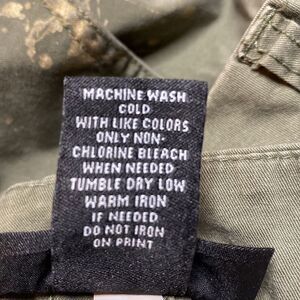 MACHINE WASH
COLD
WITH LIKE COLORS
ONLY NON-
CHLORINE BLEACH
WHEN NEEDED
TUMBLE DRY LOW
WARM IRON
IF NEEDED
DO NOT IRON
ON PRINT